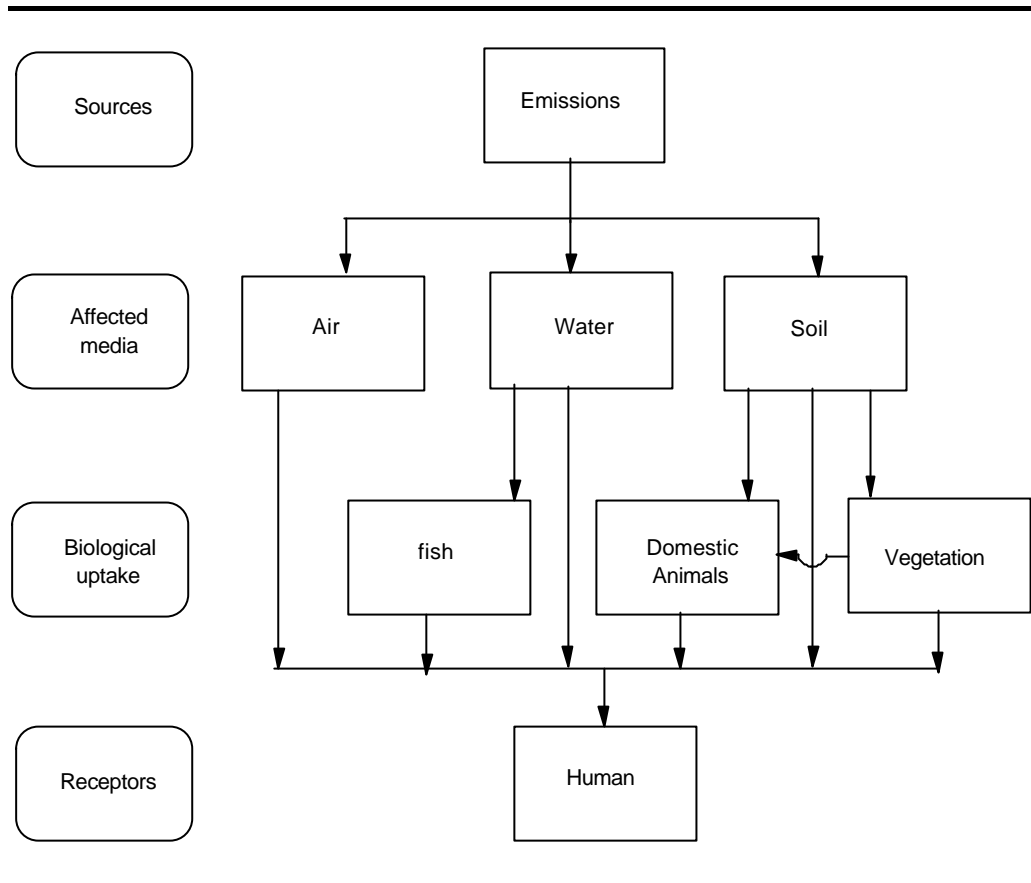 Sources
Emissions
Affected
media
Air
Water
Soil
Biological
uptake
fish
Domestic
Animals
Vegetation
Receptors
Human